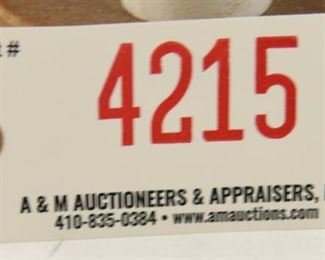 #
4215
A & M AUCTIONEERS & APPRAISERS,
410-835-0384 • www.amauctions.com